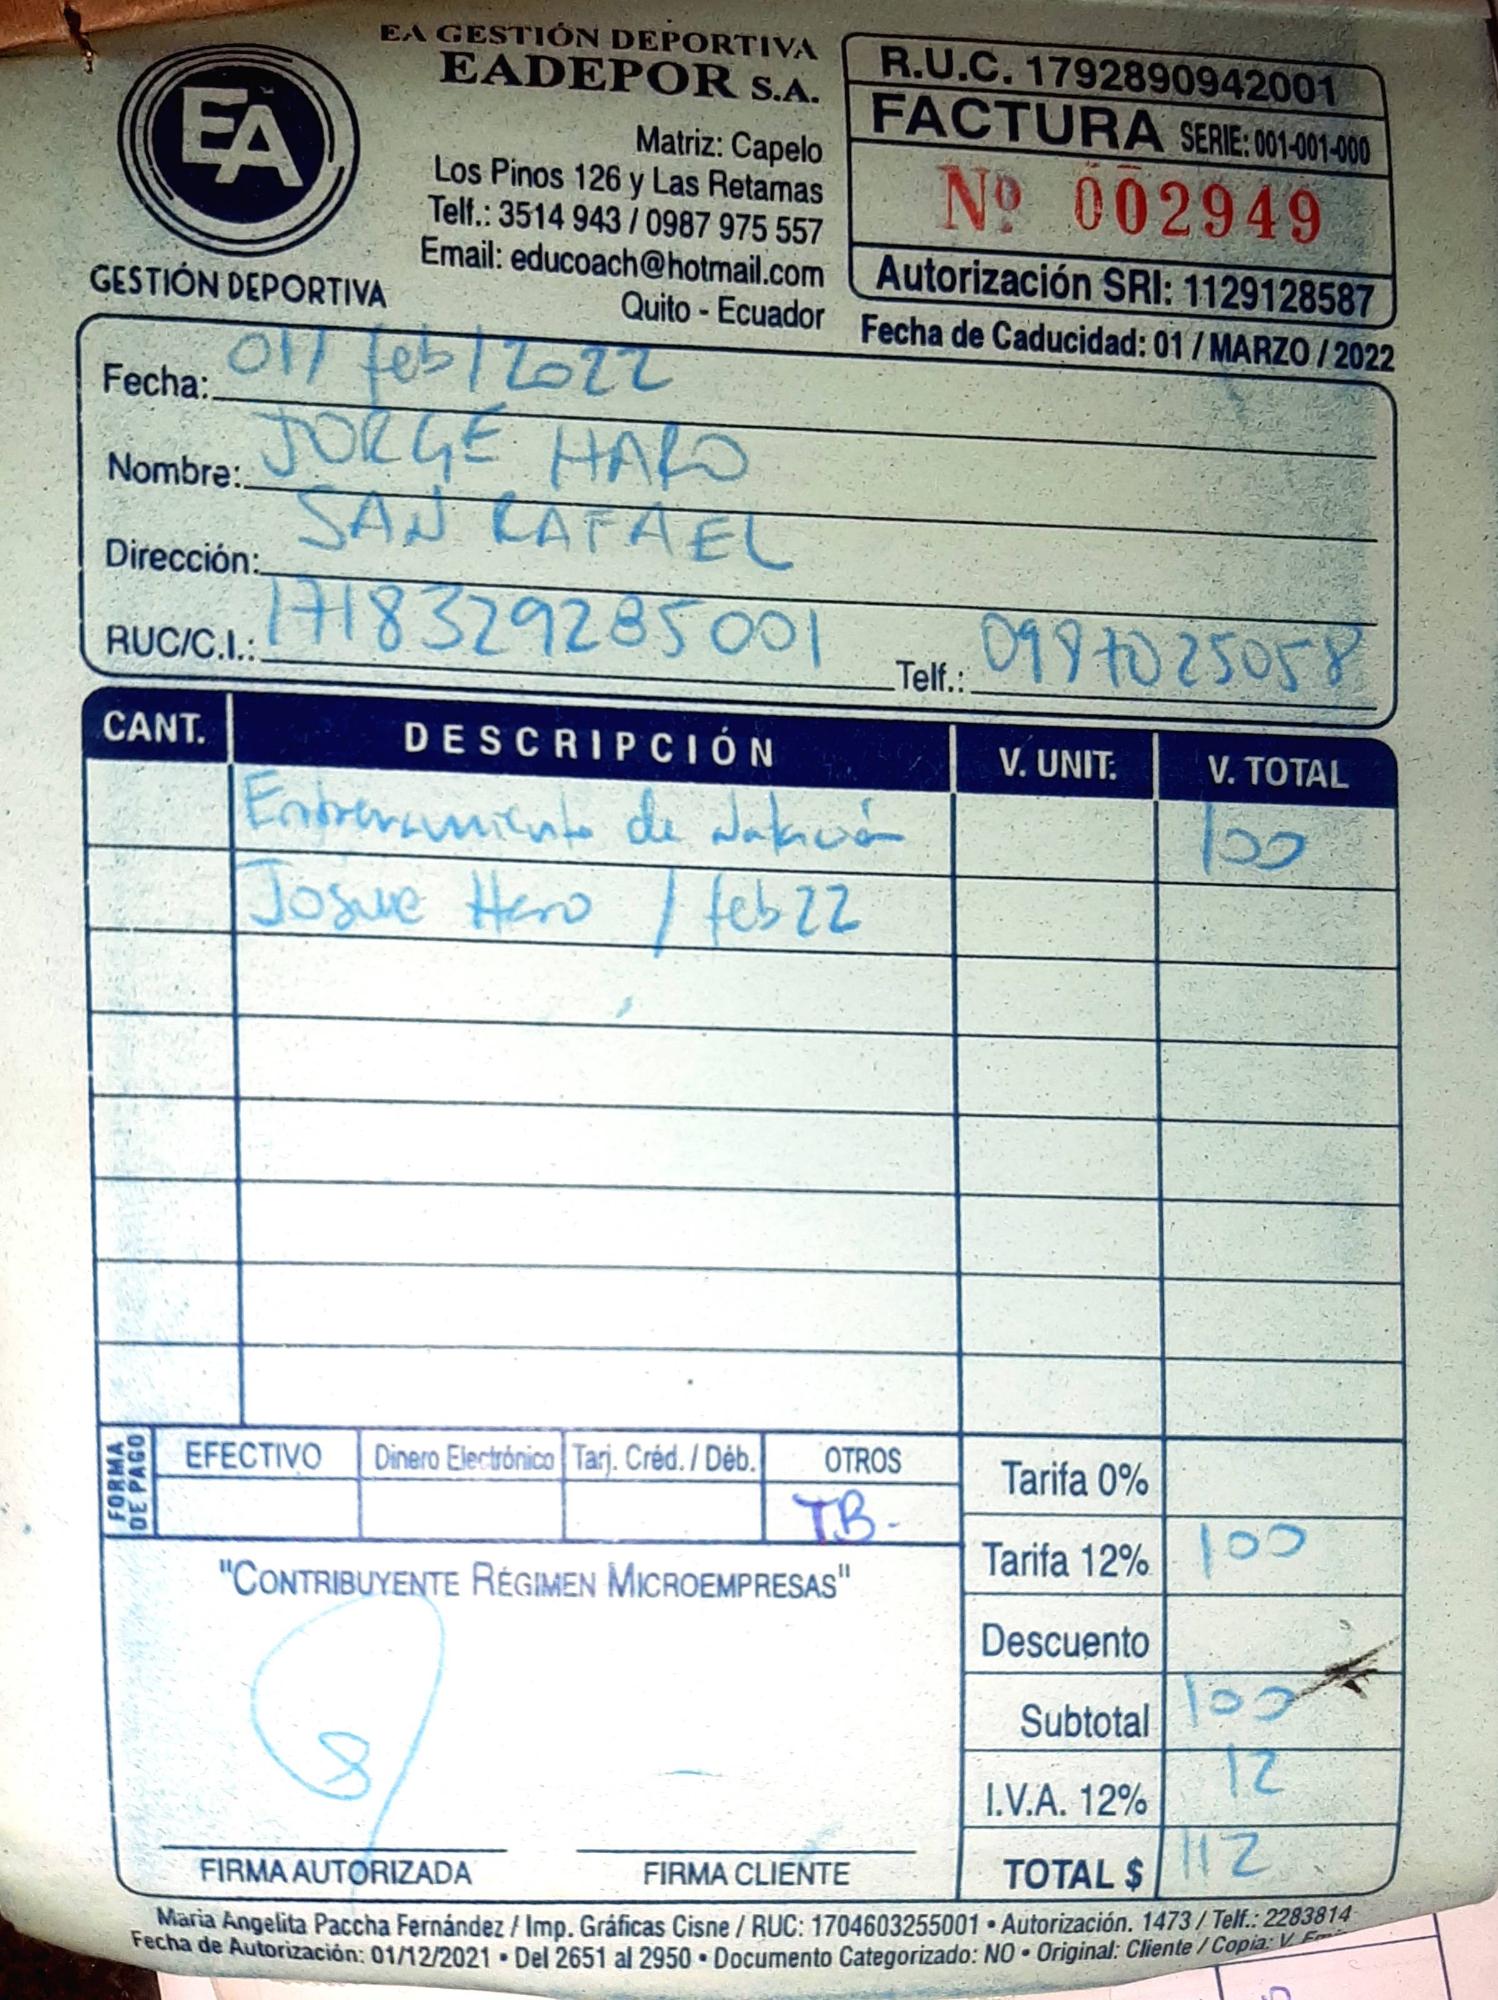 EA GESTIÓN DEPORTIVA
EADEPOR S.A.
EA
GESTIÓN DEPORTIVA
Matriz: Capelo
Los Pinos 126 y Las Retamas
Telf.: 3514 943 / 0987 975 557
Email: educoach@hotmail.com
Quito - Ecuador
R.U.C. 1792890942001
FACTURA SERIE: 001-001-000
Nº 002949
Autorización SRI: 1129128587
Fecha de Caducidad: 01 / MARZO / 2022
Fecha: 01/ feb / 2022
Nombre: JORGE HARO
Dirección: SAN RAFAEL
RUC/C.I.: 1718329285001 Telf.: 0987025058
CANT. DESCRIPCIÓN V. UNIT. V. TOTAL
Entrenamiento de Natación 100
Josue Haro / feb 22
FORMA DE PAGO
EFECTIVO Dinero Electrónico Tarj. Créd. / Déb. OTROS
T.B.
Tarifa 0%
Tarifa 12% 100
Descuento
Subtotal 100
I.V.A. 12% 12
TOTAL $ 112
"CONTRIBUYENTE RÉGIMEN MICROEMPRESAS"
FIRMA AUTORIZADA FIRMA CLIENTE
Maria Angelita Paccha Fernández / Imp. Gráficas Cisne / RUC: 1704603255001 • Autorización. 1473 / Telf.: 2283814
Fecha de Autorización: 01/12/2021 • Del 2651 al 2950 • Documento Categorizado: NO • Original: Cliente / Copia: